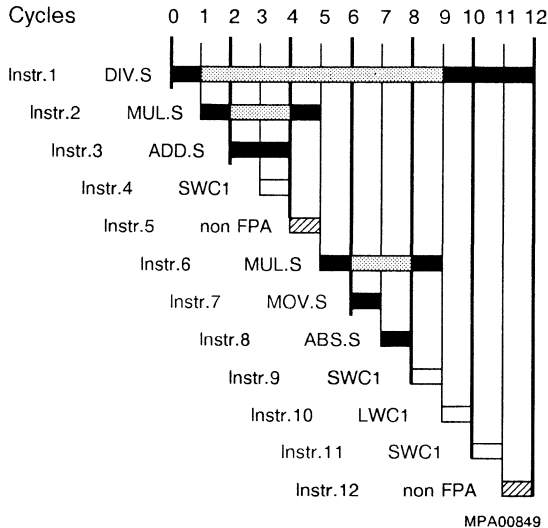 Cycles 0 1 2 3 4 5 6 7 8 9 10 11 12
Instr.1 DIV.S
Instr.2 MUL.S
Instr.3 ADD.S
Instr.4 SWC1
Instr.5 non FPA
Instr.6 MUL.S
Instr.7 MOV.S
Instr.8 ABS.S
Instr.9 SWC1
Instr.10 LWC1
Instr.11 SWC1
Instr.12 non FPA
MPA00849